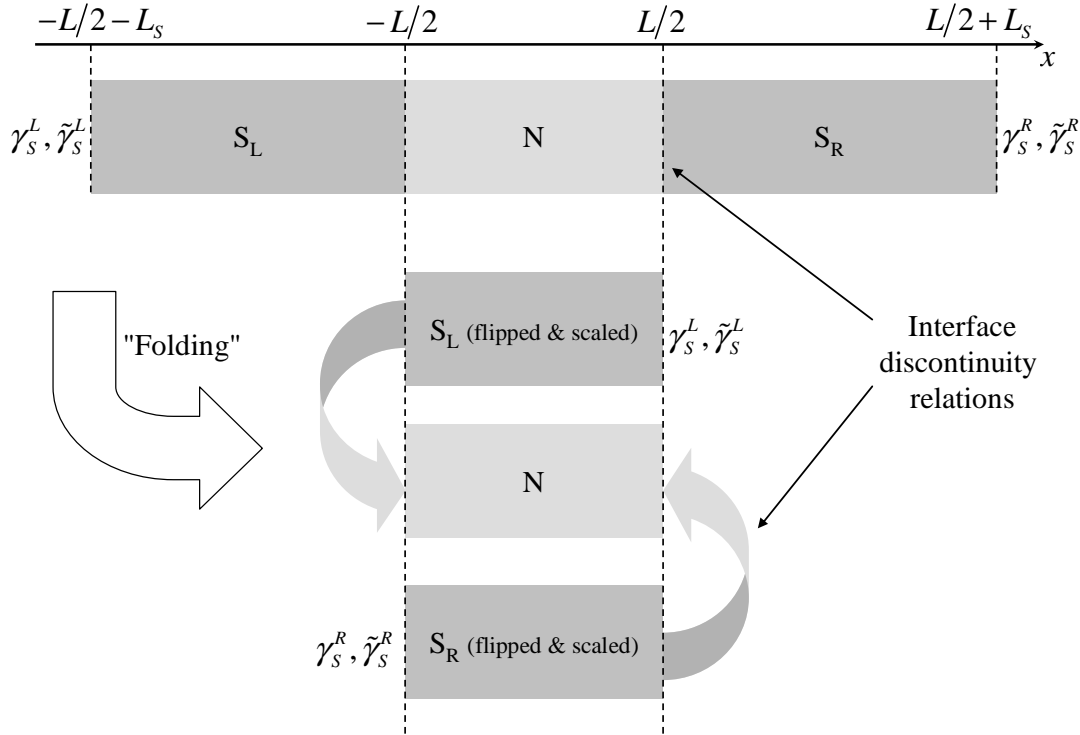 −L/2−L_S
−L/2
L/2
L/2+L_S
x
γ_S^L, γ̃_S^L
S_L
N
S_R
γ_S^R, γ̃_S^R
"Folding"
S_L (flipped & scaled)
γ_S^L, γ̃_S^L
Interface
discontinuity
relations
N
γ_S^R, γ̃_S^R
S_R (flipped & scaled)